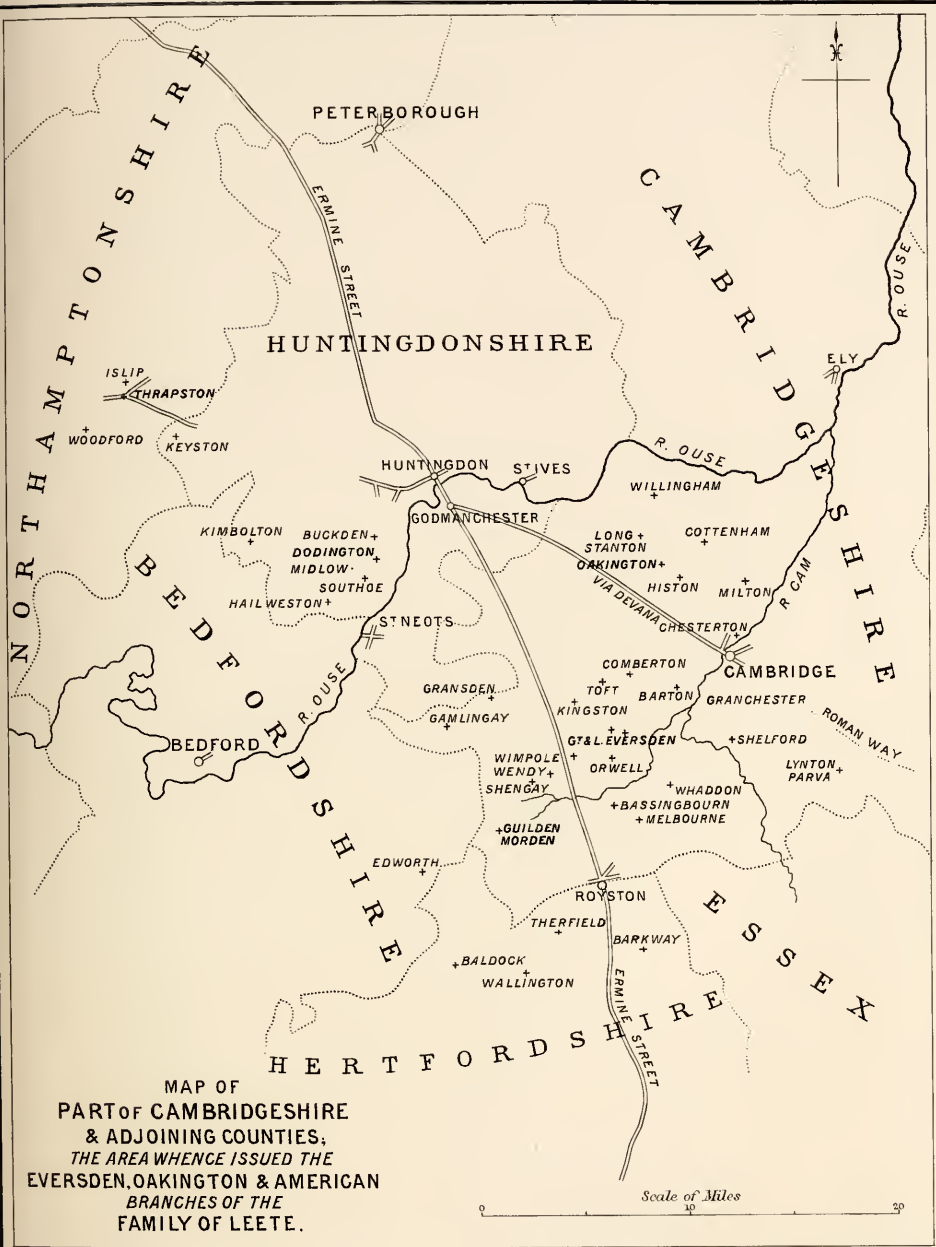 PETERBOROUGH
NORTHAMPTONSHIRE
CAMBRIDGESHIRE
ERMINE STREET
R. OUSE
HUNTINGDONSHIRE
ELY
ISLIP
THRAPSTON
WOODFORD
KEYSTON
HUNTINGDON
ST IVES
R. OUSE
WILLINGHAM
GODMANCHESTER
KIMBOLTON
BUCKDEN
DODINGTON
MIDLOW
SOUTHOE
HAILWESTON
LONG
STANTON
COTTENHAM
OAKINGTON
HISTON
MILTON
VIA DEVANA
R CAM
CHESTERTON
BEDFORDSHIRE
ST NEOTS
CAMBRIDGE
COMBERTON
TOFT
BARTON
GRANCHESTER
KINGSTON
GRANSDEN
GAMLINGAY
R. OUSE
BEDFORD
GT & L. EVERSDEN
SHELFORD
ROMAN WAY
WIMPOLE
WENDY
SHENGAY
ORWELL
LYNTON
PARVA
WHADDON
BASSINGBOURN
MELBOURNE
GUILDEN
MORDEN
EDWORTH
ROYSTON
ESSEX
THERFIELD
BARKWAY
BALDOCK
WALLINGTON
ERMINE STREET
HERTFORDSHIRE
MAP OF
PART OF CAMBRIDGESHIRE
& ADJOINING COUNTIES;
THE AREA WHENCE ISSUED THE
EVERSDEN, OAKINGTON & AMERICAN
BRANCHES OF THE
FAMILY OF LEETE.
Scale of Miles
0 10 20